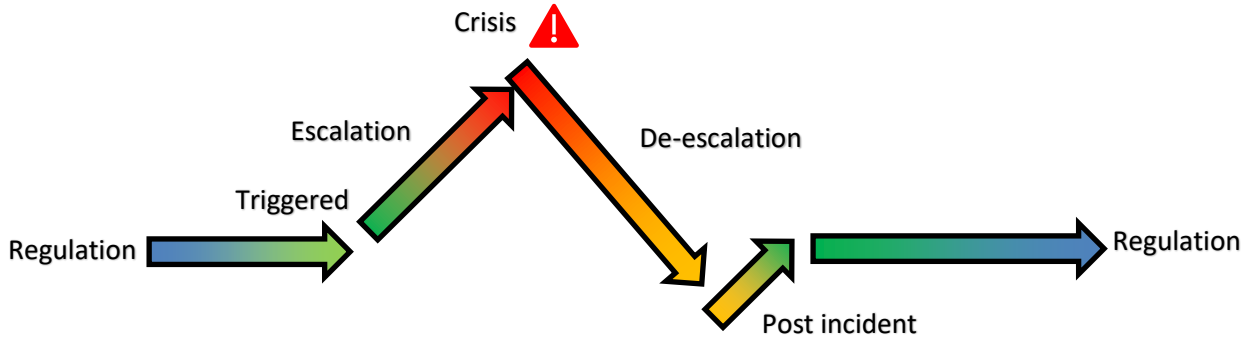 Crisis
Escalation
De-escalation
Triggered
Regulation
Regulation
Post incident